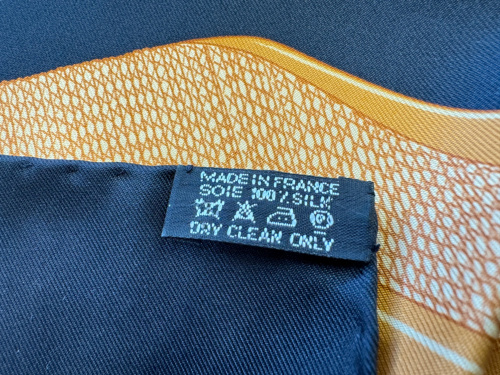 MADE IN FRANCE
SOIE 100% SILK
DRY CLEAN ONLY